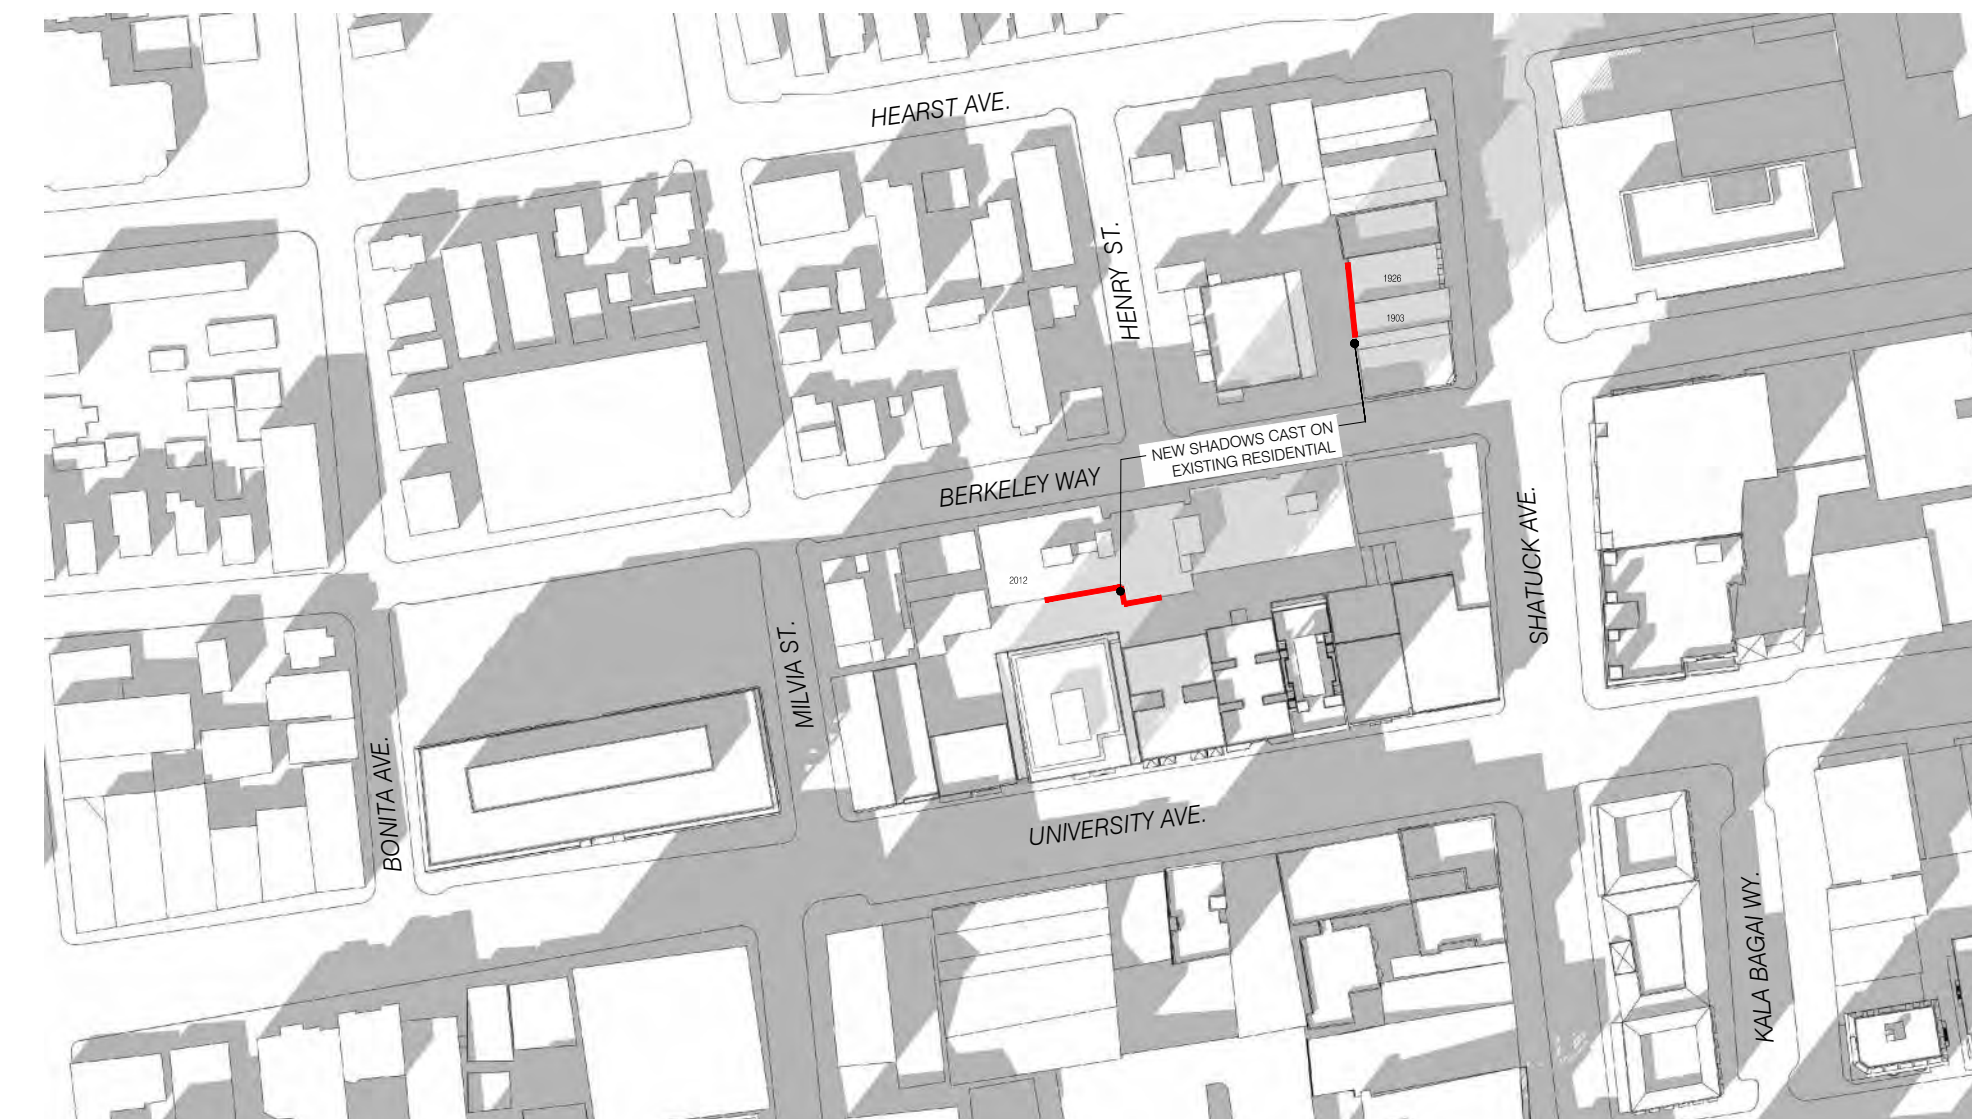 HEARST AVE.
HENRY ST.
1926
1903
NEW SHADOWS CAST ON
EXISTING RESIDENTIAL
BERKELEY WAY
SHATUCK AVE.
2012
MILVIA ST.
BONITA AVE.
UNIVERSITY AVE.
KALA BAGAI WY.